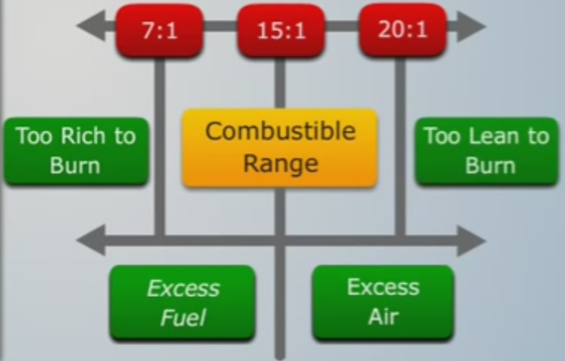 7:1
15:1
20:1
Too Rich to
Burn
Combustible
Range
Too Lean to
Burn
Excess
Fuel
Excess
Air